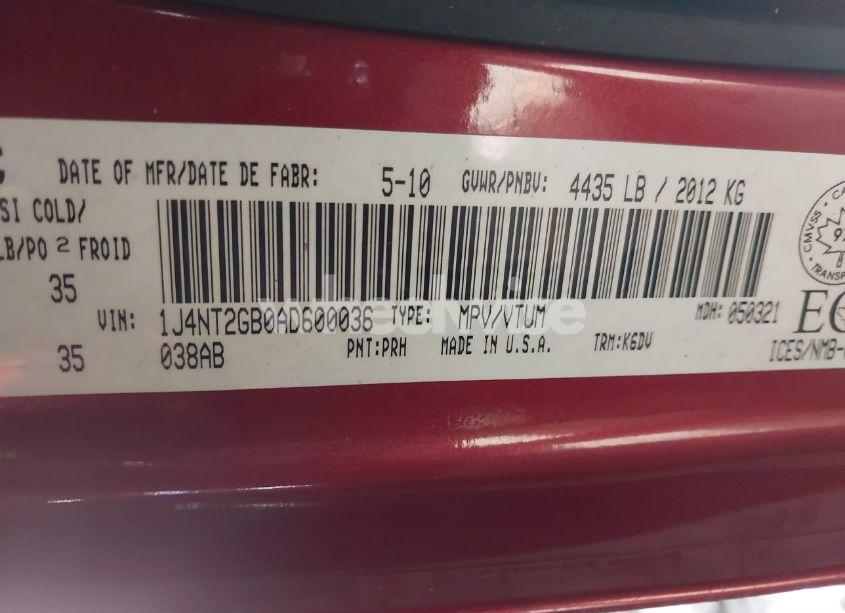 DATE OF MFR/DATE DE FABR: 5-10 GVWR/PNBV: 4435 LB / 2012 KG
SI COLD/
LB/PO 2 FROID
35
VIN: 1J4NT2GB0AD600036 TYPE: MPV/VTUM MDH: 050321
35 038AB PNT:PRH MADE IN U.S.A. TRM:K6DV ICES/NMB-
CMVSS
TRANSP